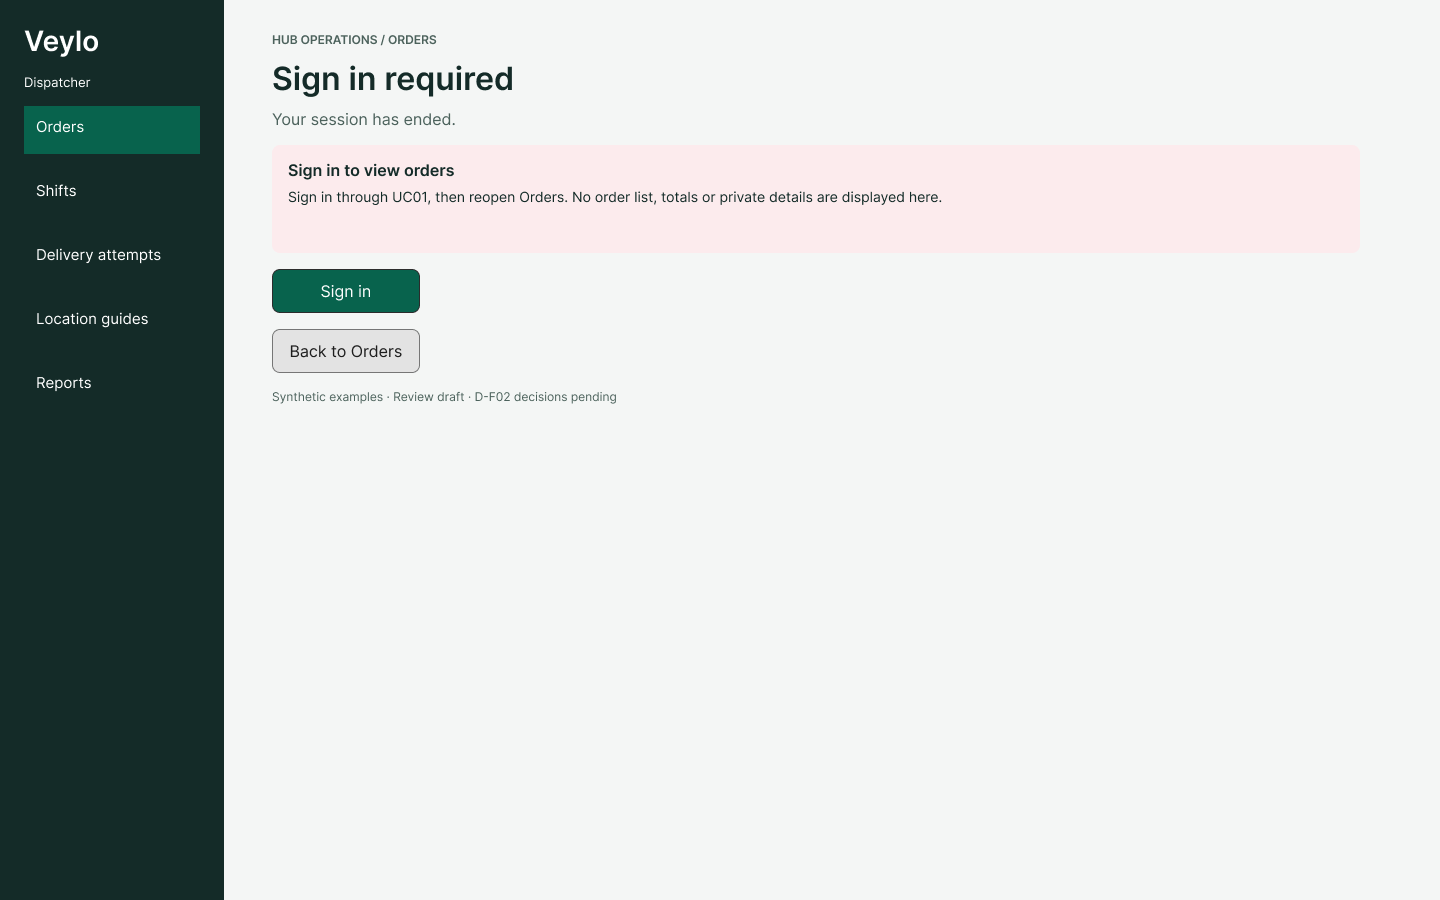 Veylo
Dispatcher
Orders
Shifts
Delivery attempts
Location guides
Reports
HUB OPERATIONS / ORDERS
Sign in required
Your session has ended.
Sign in to view orders
Sign in through UC01, then reopen Orders. No order list, totals or private details are displayed here.
Sign in
Back to Orders
Synthetic examples · Review draft · D-F02 decisions pending